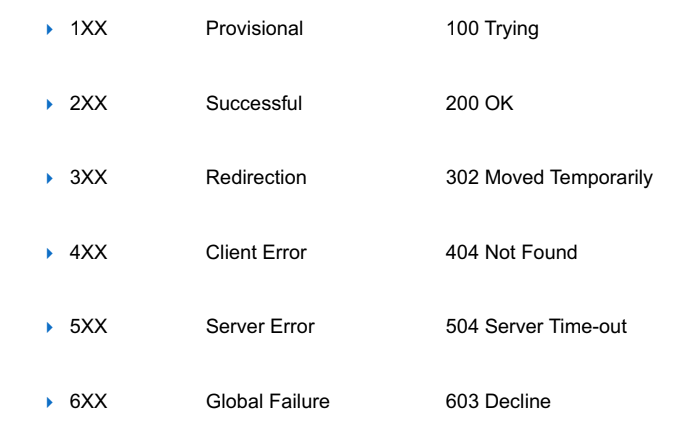 1XX Provisional 100 Trying
2XX Successful 200 OK
3XX Redirection 302 Moved Temporarily
4XX Client Error 404 Not Found
5XX Server Error 504 Server Time-out
6XX Global Failure 603 Decline